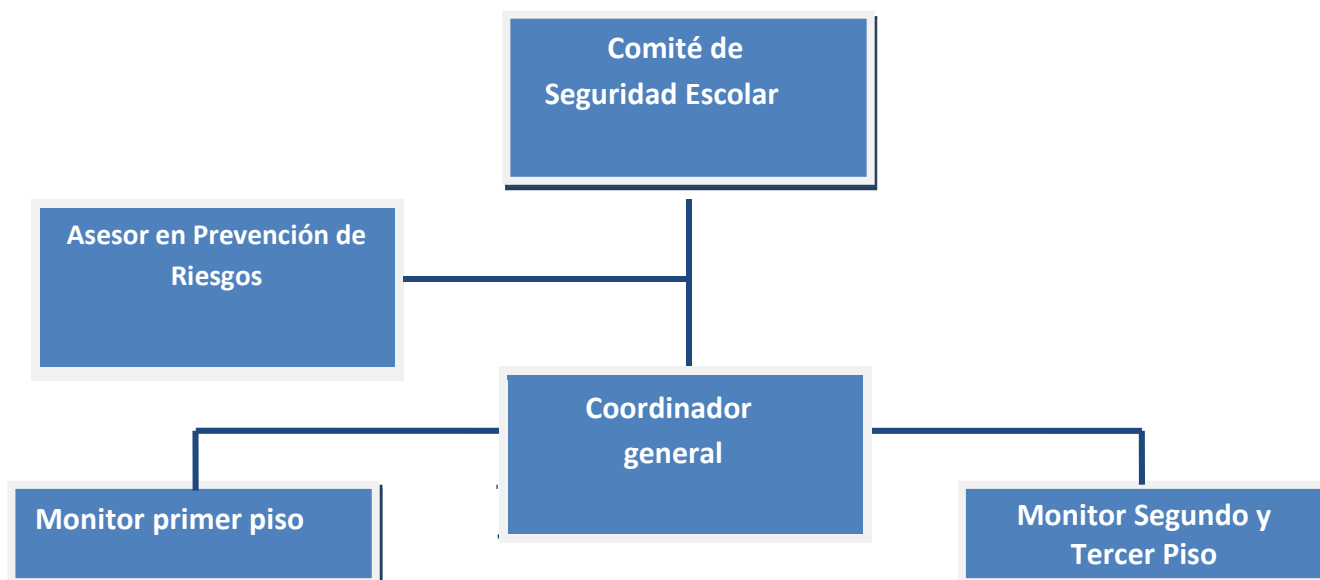 Comité de
Seguridad Escolar
Asesor en Prevención de
Riesgos
Coordinador
general
Monitor primer piso
Monitor Segundo y
Tercer Piso